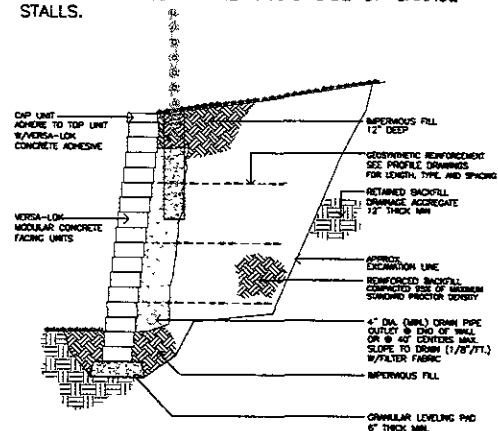 STALLS.
CAP UNIT
ADHERE TO TOP UNIT
W/VERSA-LOK
CONCRETE ADHESIVE
VERSA-LOK
MODULAR CONCRETE
FACING UNITS
IMPERVIOUS FILL
12" DEEP
GEOSYNTHETIC REINFORCEMENT
SEE PROFILE DRAWINGS
FOR LENGTH, TYPE, AND SPACING
RETAINED BACKFILL
DRAINAGE AGGREGATE
12" THICK MIN
APPROX.
EXCAVATION LINE
REINFORCED BACKFILL
COMPACTED 95% OF MAXIMUM
STANDARD PROCTOR DENSITY
4" DIA. (MIN.) DRAIN PIPE
OUTLET @ END OF WALL
OR @ 40' CENTERS MAX.
SLOPE TO DRAIN (1/8"/FT.)
W/FILTER FABRIC
IMPERVIOUS FILL
GRANULAR LEVELING PAD
6" THICK MIN.